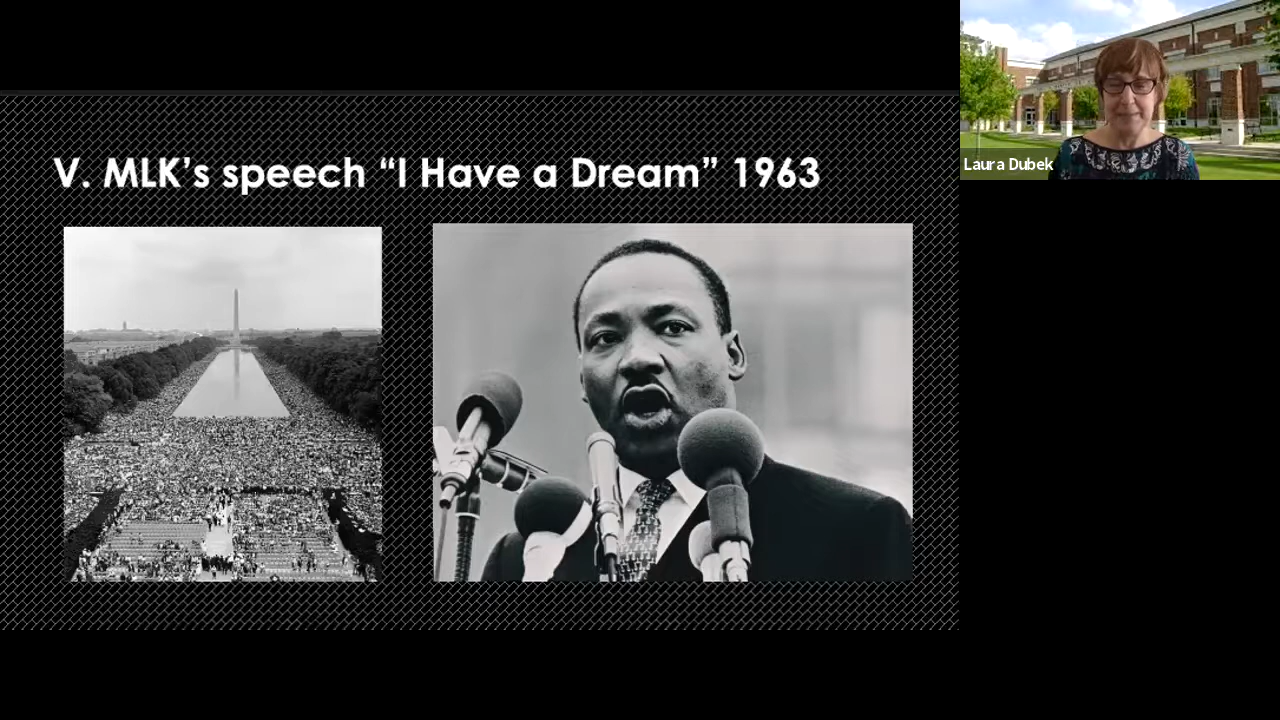 V. MLK’s speech “I Have a Dream” 1963
Laura Dubek